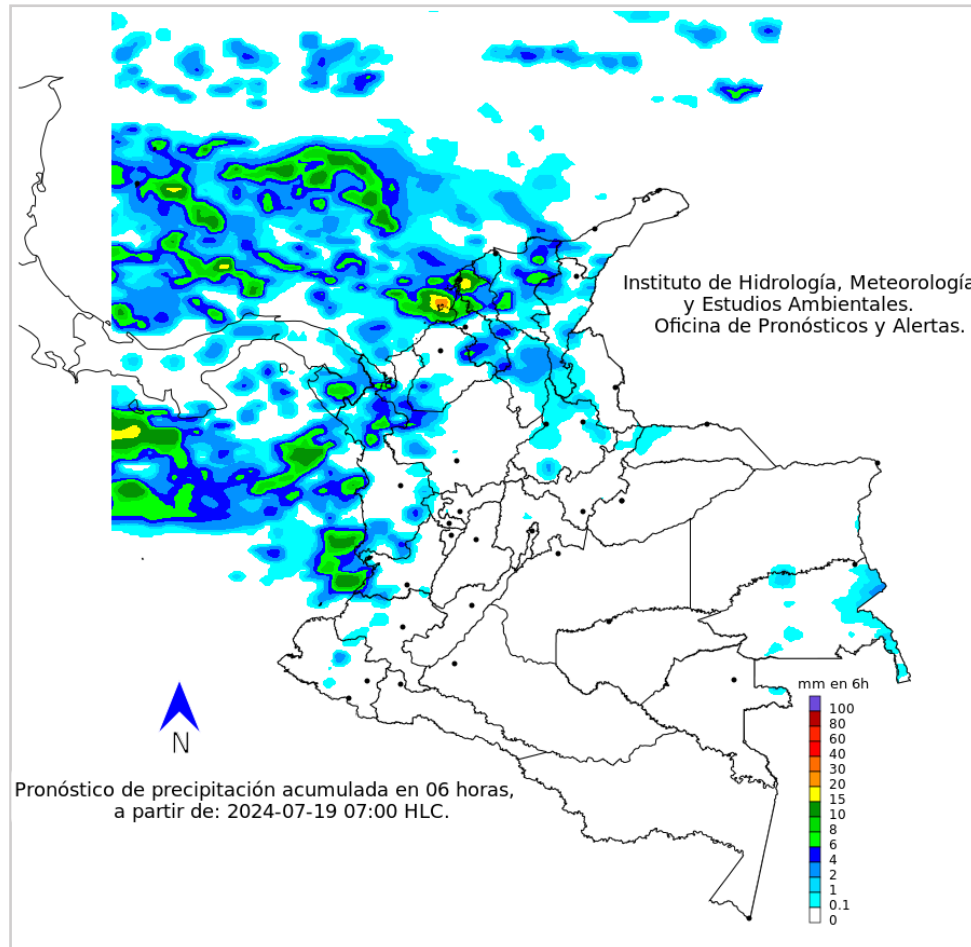 Instituto de Hidrología, Meteorología
y Estudios Ambientales.
Oficina de Pronósticos y Alertas.
mm en 6h
100
80
60
40
30
20
15
10
8
6
4
2
1
0.1
0
N
Pronóstico de precipitación acumulada en 06 horas,
a partir de: 2024-07-19 07:00 HLC.